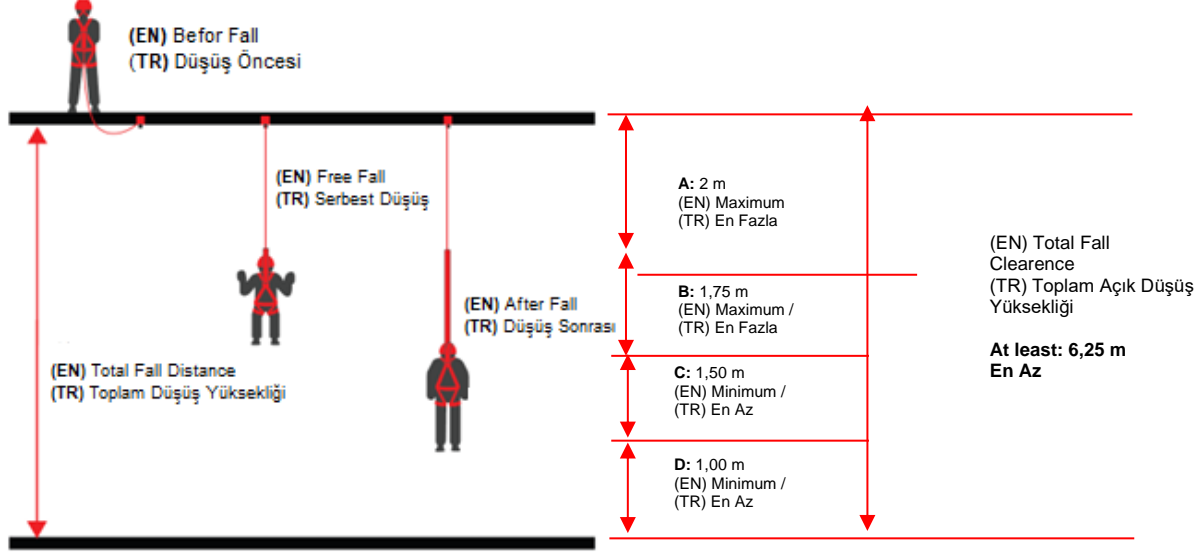 (EN) Befor Fall
(TR) Düşüş Öncesi
(EN) Free Fall
(TR) Serbest Düşüş
(EN) After Fall
(TR) Düşüş Sonrası
(EN) Total Fall Distance
(TR) Toplam Düşüş Yüksekliği
A: 2 m
(EN) Maximum
(TR) En Fazla
B: 1,75 m
(EN) Maximum /
(TR) En Fazla
C: 1,50 m
(EN) Minimum /
(TR) En Az
D: 1,00 m
(EN) Minimum /
(TR) En Az
(EN) Total Fall
Clearence
(TR) Toplam Açık Düşüş
Yüksekliği
At least: 6,25 m
En Az